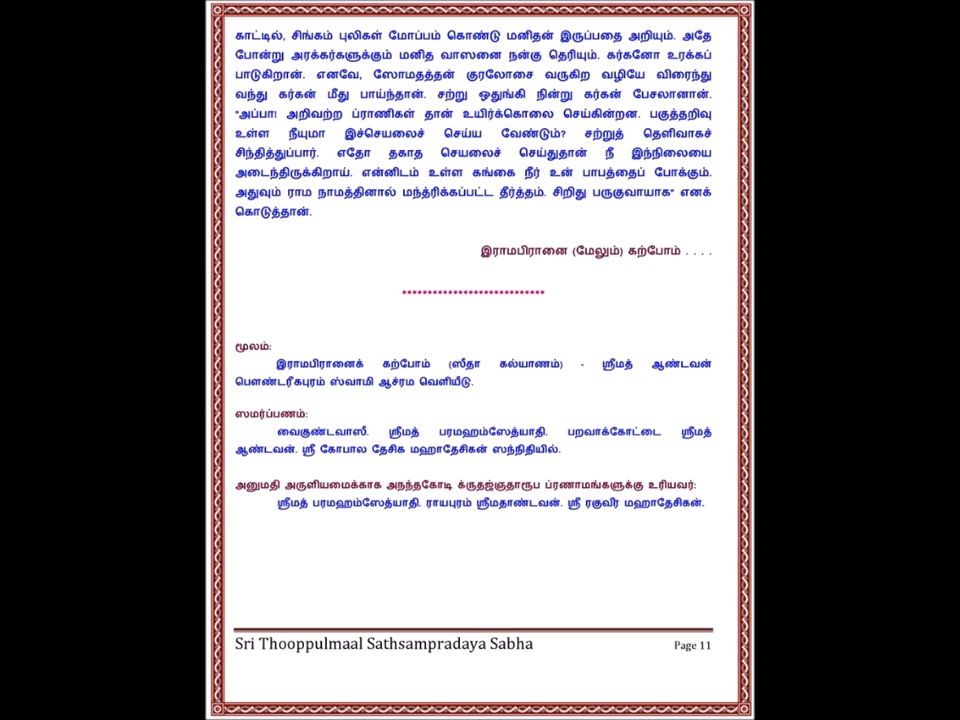 காட்டில், சிங்கம் புலிகள் மோப்பம் கொண்டு மனிதன் இருப்பதை அறியும். அதே
போன்று அரக்கர்களுக்கும் மனித வாஸனை நன்கு தெரியும். கர்கனோ உரக்கப்
பாடுகிறான். எனவே, ஸோமதத்தன் குரலோசை வருகிற வழியே விரைந்து
வந்து கர்கன் மீது பாய்ந்தான். சற்று ஒதுங்கி நின்று கர்கன் பேசலானான்.
"அப்பா! அறிவற்ற ப்ராணிகள் தான் உயிர்க்கொலை செய்கின்றன. பகுத்தறிவு
உள்ள நீயுமா இச்செயலைச் செய்ய வேண்டும்? சற்றுத் தெளிவாகச்
சிந்தித்துப்பார். எதோ தகாத செயலைச் செய்துதான் நீ இந்நிலையை
அடைந்திருக்கிறாய். என்னிடம் உள்ள கங்கை நீர் உன் பாபத்தைப் போக்கும்.
அதுவும் ராம நாமத்தினால் மந்த்ரிக்கப்பட்ட தீர்த்தம். சிறிது பருகுவாயாக" எனக்
கொடுத்தான்.
இராமபிரானை (மேலும்) கற்போம் . . . .
****************************
மூலம்:
இராமபிரானைக் கற்போம் (ஸீதா கல்யாணம்) - ஸ்ரீமத் ஆண்டவன்
பௌண்டரீகபுரம் ஸ்வாமி ஆச்ரம வெளியீடு.
ஸமர்ப்பணம்:
வைகுண்டவாஸீ. ஸ்ரீமத் பரமஹம்ஸேத்யாதி. பறவாக்கோட்டை ஸ்ரீமத்
ஆண்டவன். ஸ்ரீ கோபால தேசிக மஹாதேசிகன் ஸந்நிதியில்.
அனுமதி அருளியமைக்காக அநந்தகோடி க்ருதஜ்ஞதாரூப ப்ரணாமங்களுக்கு உரியவர்:
ஸ்ரீமத் பரமஹம்ஸேத்யாதி. ராயபுரம் ஸ்ரீமதாண்டவன். ஸ்ரீ ரகுவீர மஹாதேசிகன்.
Sri Thooppulmaal Sathsampradaya Sabha
Page 11